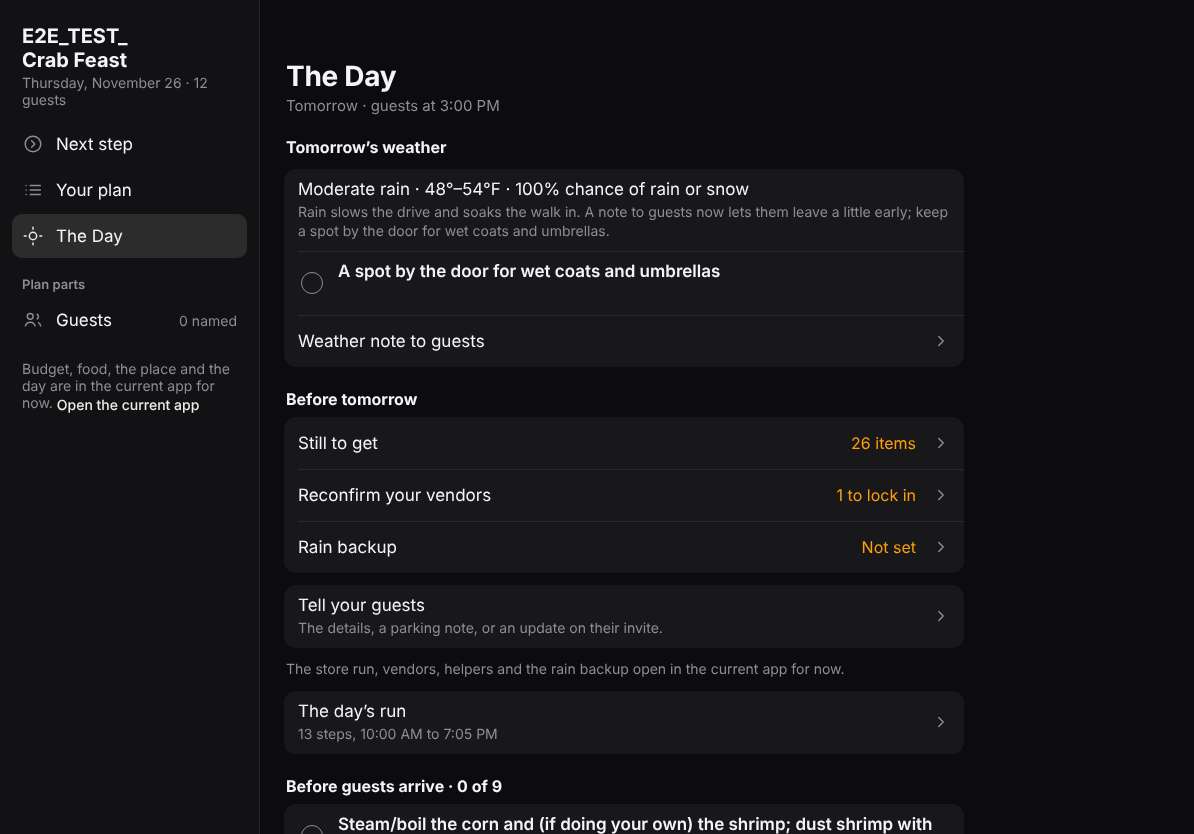 E2E_TEST_
Crab Feast
Thursday, November 26 · 12
guests
Next step
Your plan
The Day
Plan parts
Guests
0 named
Budget, food, the place and the
day are in the current app for
now. Open the current app
The Day
Tomorrow · guests at 3:00 PM
Tomorrow’s weather
Moderate rain · 48°–54°F · 100% chance of rain or snow
Rain slows the drive and soaks the walk in. A note to guests now lets them leave a little early; keep
a spot by the door for wet coats and umbrellas.
A spot by the door for wet coats and umbrellas
Weather note to guests
Before tomorrow
Still to get
26 items
Reconfirm your vendors
1 to lock in
Rain backup
Not set
Tell your guests
The details, a parking note, or an update on their invite.
The store run, vendors, helpers and the rain backup open in the current app for now.
The day’s run
13 steps, 10:00 AM to 7:05 PM
Before guests arrive · 0 of 9
Steam/boil the corn and (if doing your own) the shrimp; dust shrimp with